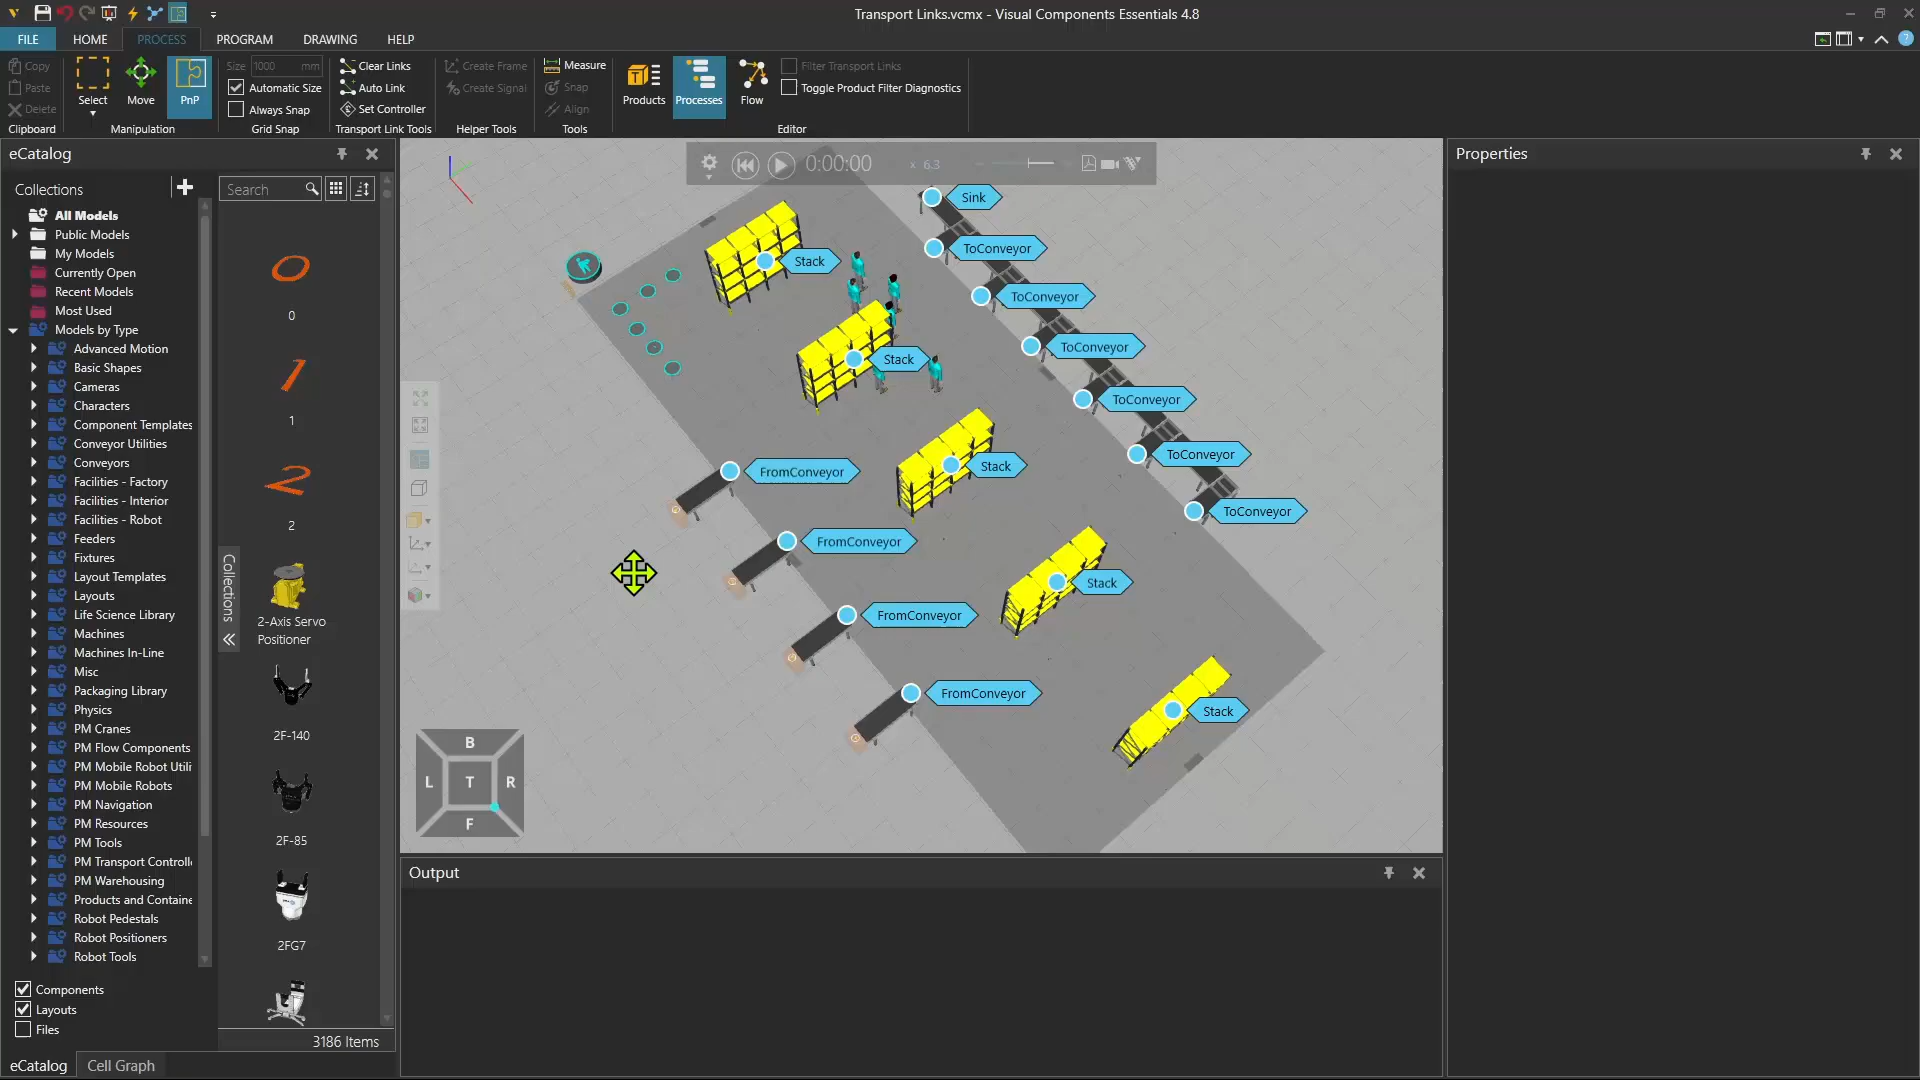 Transport Links.vcmx - Visual Components Essentials 4.8
FILE
HOME
PROCESS
PROGRAM
DRAWING
HELP
Copy
Paste
Delete
Clipboard
Select
Move
PnP
Manipulation
Size
1000
mm
Automatic Size
Always Snap
Grid Snap
Clear Links
Auto Link
Set Controller
Transport Link Tools
Create Frame
Create Signal
Helper Tools
Measure
Snap
Align
Tools
Products
Processes
Flow
Filter Transport Links
Toggle Product Filter Diagnostics
Editor
eCatalog
Collections
All Models
Public Models
My Models
Currently Open
Recent Models
Most Used
Models by Type
Advanced Motion
Basic Shapes
Cameras
Characters
Component Templates
Conveyor Utilities
Conveyors
Facilities - Factory
Facilities - Interior
Facilities - Robot
Feeders
Fixtures
Layout Templates
Layouts
Life Science Library
Machines
Machines In-Line
Misc
Packaging Library
Physics
PM Cranes
PM Flow Components
PM Mobile Robot Utili
PM Mobile Robots
PM Navigation
PM Resources
PM Tools
PM Transport Controll
PM Warehousing
Products and Containe
Robot Pedestals
Robot Positioners
Robot Tools
Components
Layouts
Files
Search
0
1
2
2-Axis Servo
Positioner
2F-140
2F-85
2FG7
Collections
3186 Items
eCatalog
Cell Graph
0:00:00
x 6.3
Sink
ToConveyor
ToConveyor
ToConveyor
ToConveyor
ToConveyor
ToConveyor
Stack
Stack
Stack
Stack
Stack
FromConveyor
FromConveyor
FromConveyor
FromConveyor
B
L
T
R
F
Output
Properties